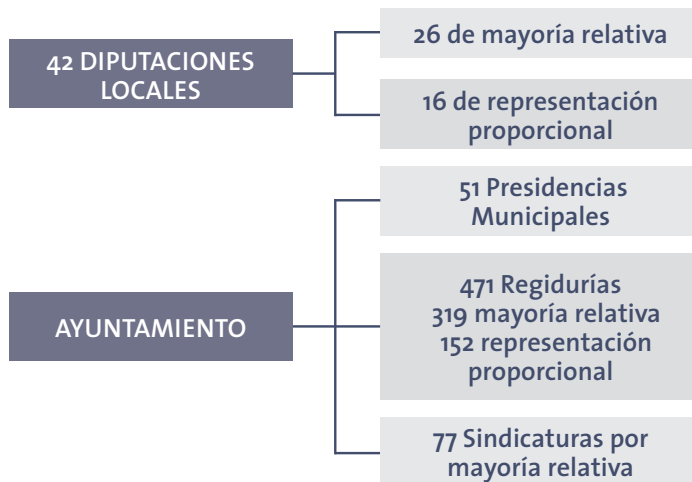 42 DIPUTACIONES
LOCALES
26 de mayoría relativa
16 de representación
proporcional
AYUNTAMIENTO
51 Presidencias
Municipales
471 Regidurías
319 mayoría relativa
152 representación
proporcional
77 Sindicaturas por
mayoría relativa